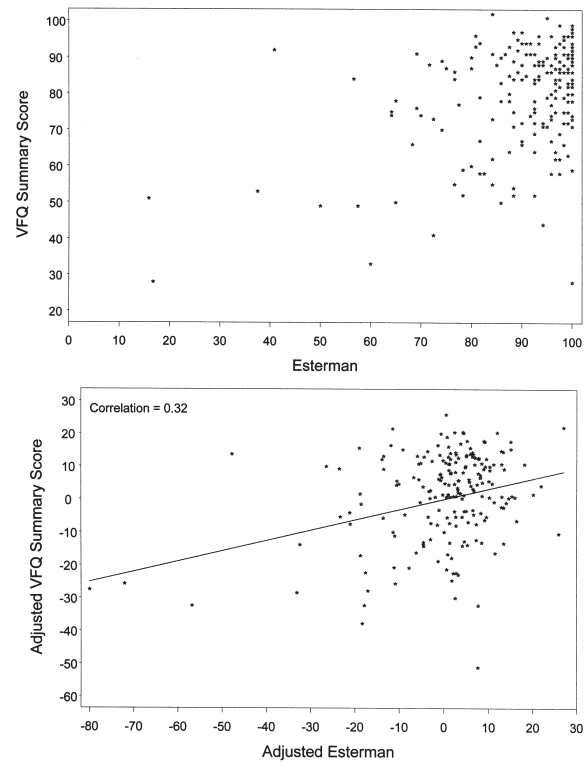 100
90
80
70
60
50
40
30
20
VFQ Summary Score
0 10 20 30 40 50 60 70 80 90 100
Esterman
Correlation = 0.32
30
20
10
0
-10
-20
-30
-40
-50
-60
Adjusted VFQ Summary Score
-80 -70 -60 -50 -40 -30 -20 -10 0 10 20 30
Adjusted Esterman